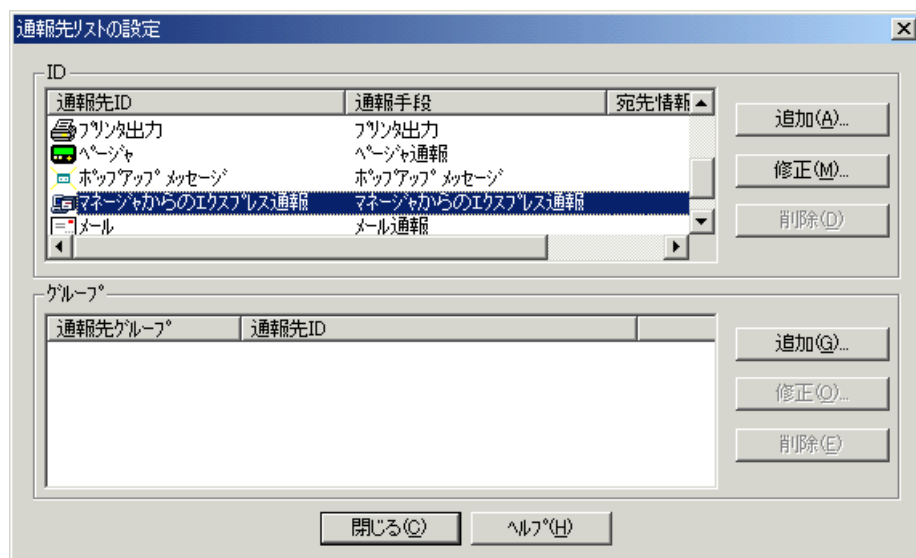 通報先ﾘｽﾄの設定
ID
通報先ID 通報手段 宛先情報
ﾌﾟﾘﾝﾀ出力 ﾌﾟﾘﾝﾀ出力
ﾍﾟｰｼﾞｬ ﾍﾟｰｼﾞｬ通報
ﾎﾟｯﾌﾟｱｯﾌﾟﾒｯｾｰｼﾞ ﾎﾟｯﾌﾟｱｯﾌﾟﾒｯｾｰｼﾞ
ﾏﾈｰｼﾞｬからのｴｸｽﾌﾟﾚｽ通報 ﾏﾈｰｼﾞｬからのｴｸｽﾌﾟﾚｽ通報
ﾒｰﾙ ﾒｰﾙ通報
追加(A)...
修正(M)...
削除(D)
ｸﾞﾙｰﾌﾟ
通報先ｸﾞﾙｰﾌﾟ 通報先ID
追加(G)...
修正(O)...
削除(E)
閉じる(C) ﾍﾙﾌﾟ(H)